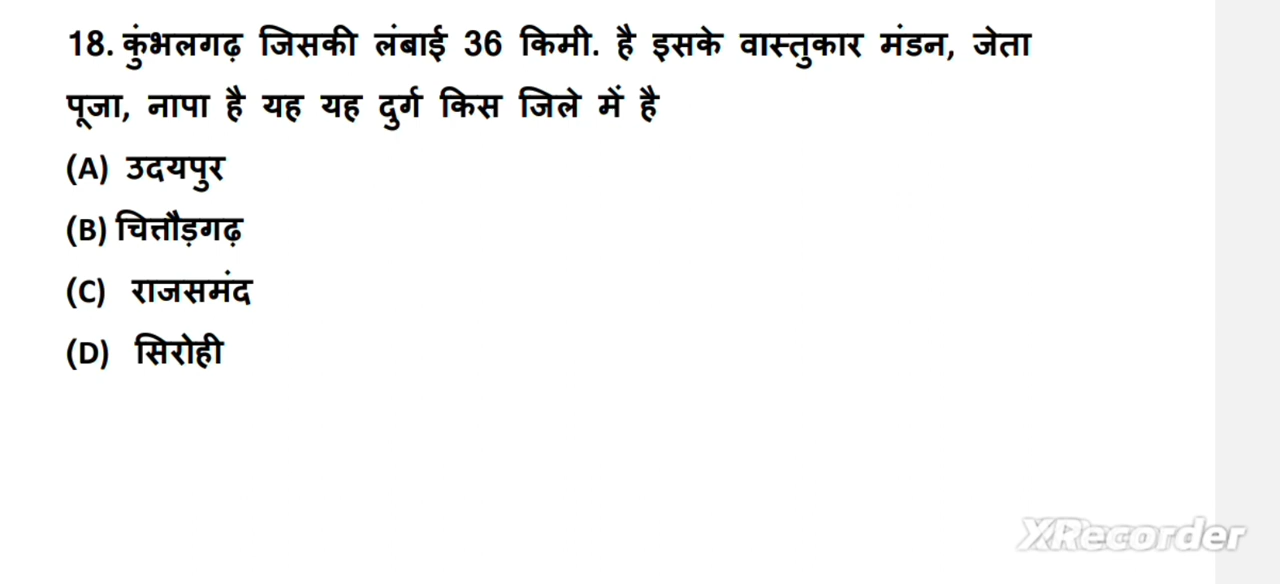 18. कुंभलगढ़ जिसकी लंबाई 36 किमी. है इसके वास्तुकार मंडन, जेता
पूजा, नापा है यह यह दुर्ग किस जिले में है
(A) उदयपुर
(B) चित्तौड़गढ़
(C) राजसमंद
(D) सिरोही
XRecorder